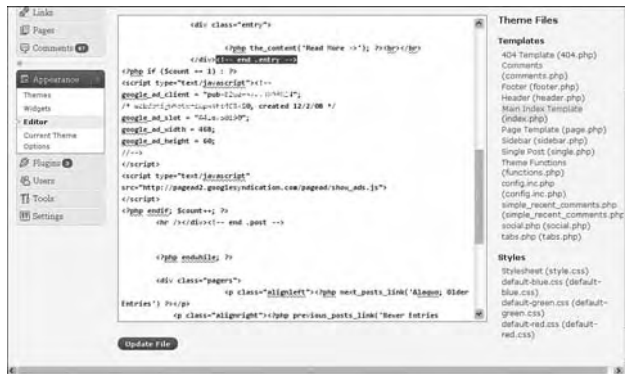 Links
Pages
Comments
Appearance
Themes
Widgets
Editor
Current Theme
Options
Plugins
Users
Tools
Settings
<div class="entry">
<?php the_content('Read More ->'); ?><br></br>
</div><!-- end .entry -->
<?php if ($count == 1) : ?>
<script type="text/javascript"><!--
google_ad_client = "pub-
created 12/2/08 */
google_ad_slot =
google_ad_width = 468;
google_ad_height = 60;
//-->
</script>
<script type="text/javascript"
src="http://pagead2.googlesyndication.com/pagead/show_ads.js">
</script>
<?php endif; $count++; ?>
<hr /></div><!-- end .post -->
<?php endwhile; ?>
<div class="pagers">
<p class="alignleft"><?php next_posts_link('&laquo; Older
Entries') ?></p>
<p class="alignright"><?php previous_posts_link('Newer Entries
Update File
Theme Files
Templates
404 Template (404.php)
Comments
(comments.php)
Footer (footer.php)
Header (header.php)
Main Index Template
(index.php)
Page Template (page.php)
Sidebar (sidebar.php)
Single Post (single.php)
Theme Functions
(functions.php)
config.inc.php
(config.inc.php)
simple_recent_comments.php
(simple_recent_comments.php
social.php (social.php)
tabs.php (tabs.php)
Styles
Stylesheet (style.css)
default-blue.css (default-
blue.css)
default-green.css (default-
green.css)
default-red.css (default-
red.css)